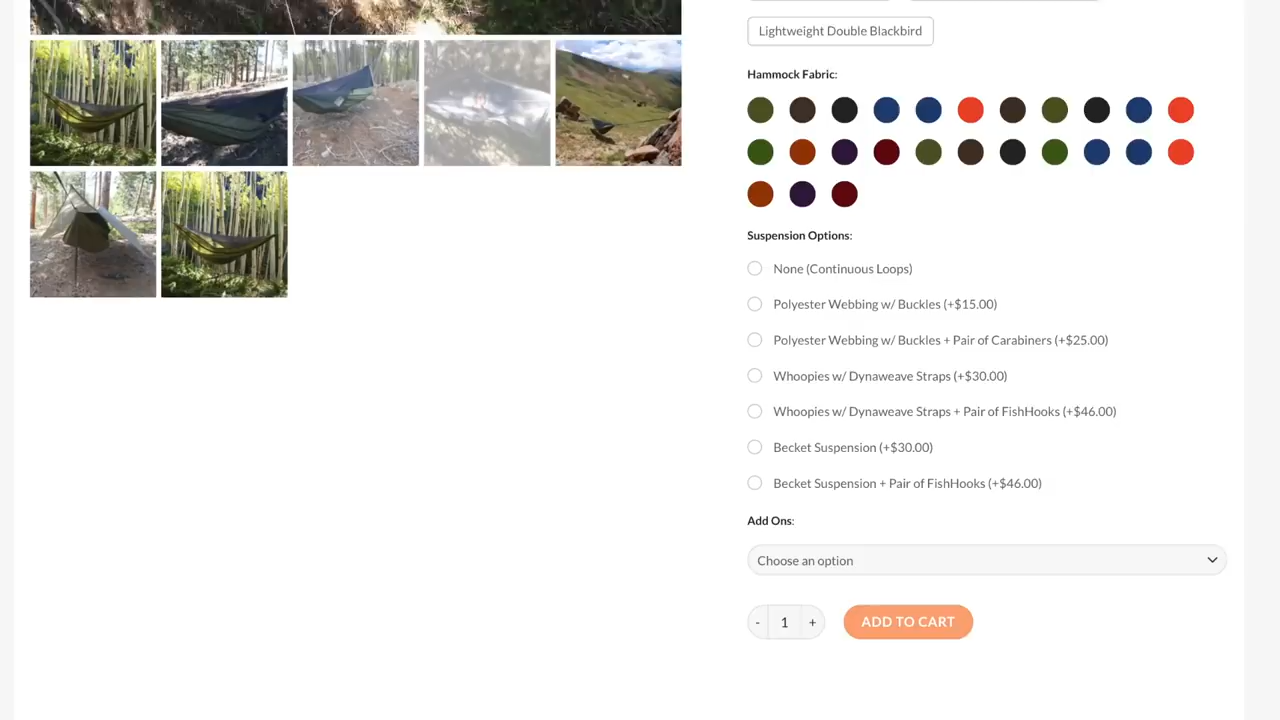 Lightweight Double Blackbird
Hammock Fabric:
Suspension Options:
None (Continuous Loops)
Polyester Webbing w/ Buckles (+$15.00)
Polyester Webbing w/ Buckles + Pair of Carabiners (+$25.00)
Whoopies w/ Dynaweave Straps (+$30.00)
Whoopies w/ Dynaweave Straps + Pair of FishHooks (+$46.00)
Becket Suspension (+$30.00)
Becket Suspension + Pair of FishHooks (+$46.00)
Add Ons:
Choose an option
- 1 + ADD TO CART